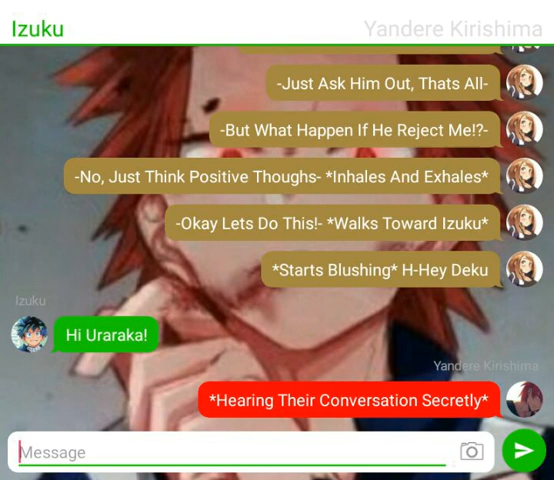 Izuku
Yandere Kirishima
-Just Ask Him Out, Thats All-
-But What Happen If He Reject Me!?-
-No, Just Think Positive Thoughs- *Inhales And Exhales*
-Okay Lets Do This!- *Walks Toward Izuku*
*Starts Blushing* H-Hey Deku
Izuku
Hi Uraraka!
Yandere Kirishima
*Hearing Their Conversation Secretly*
Message